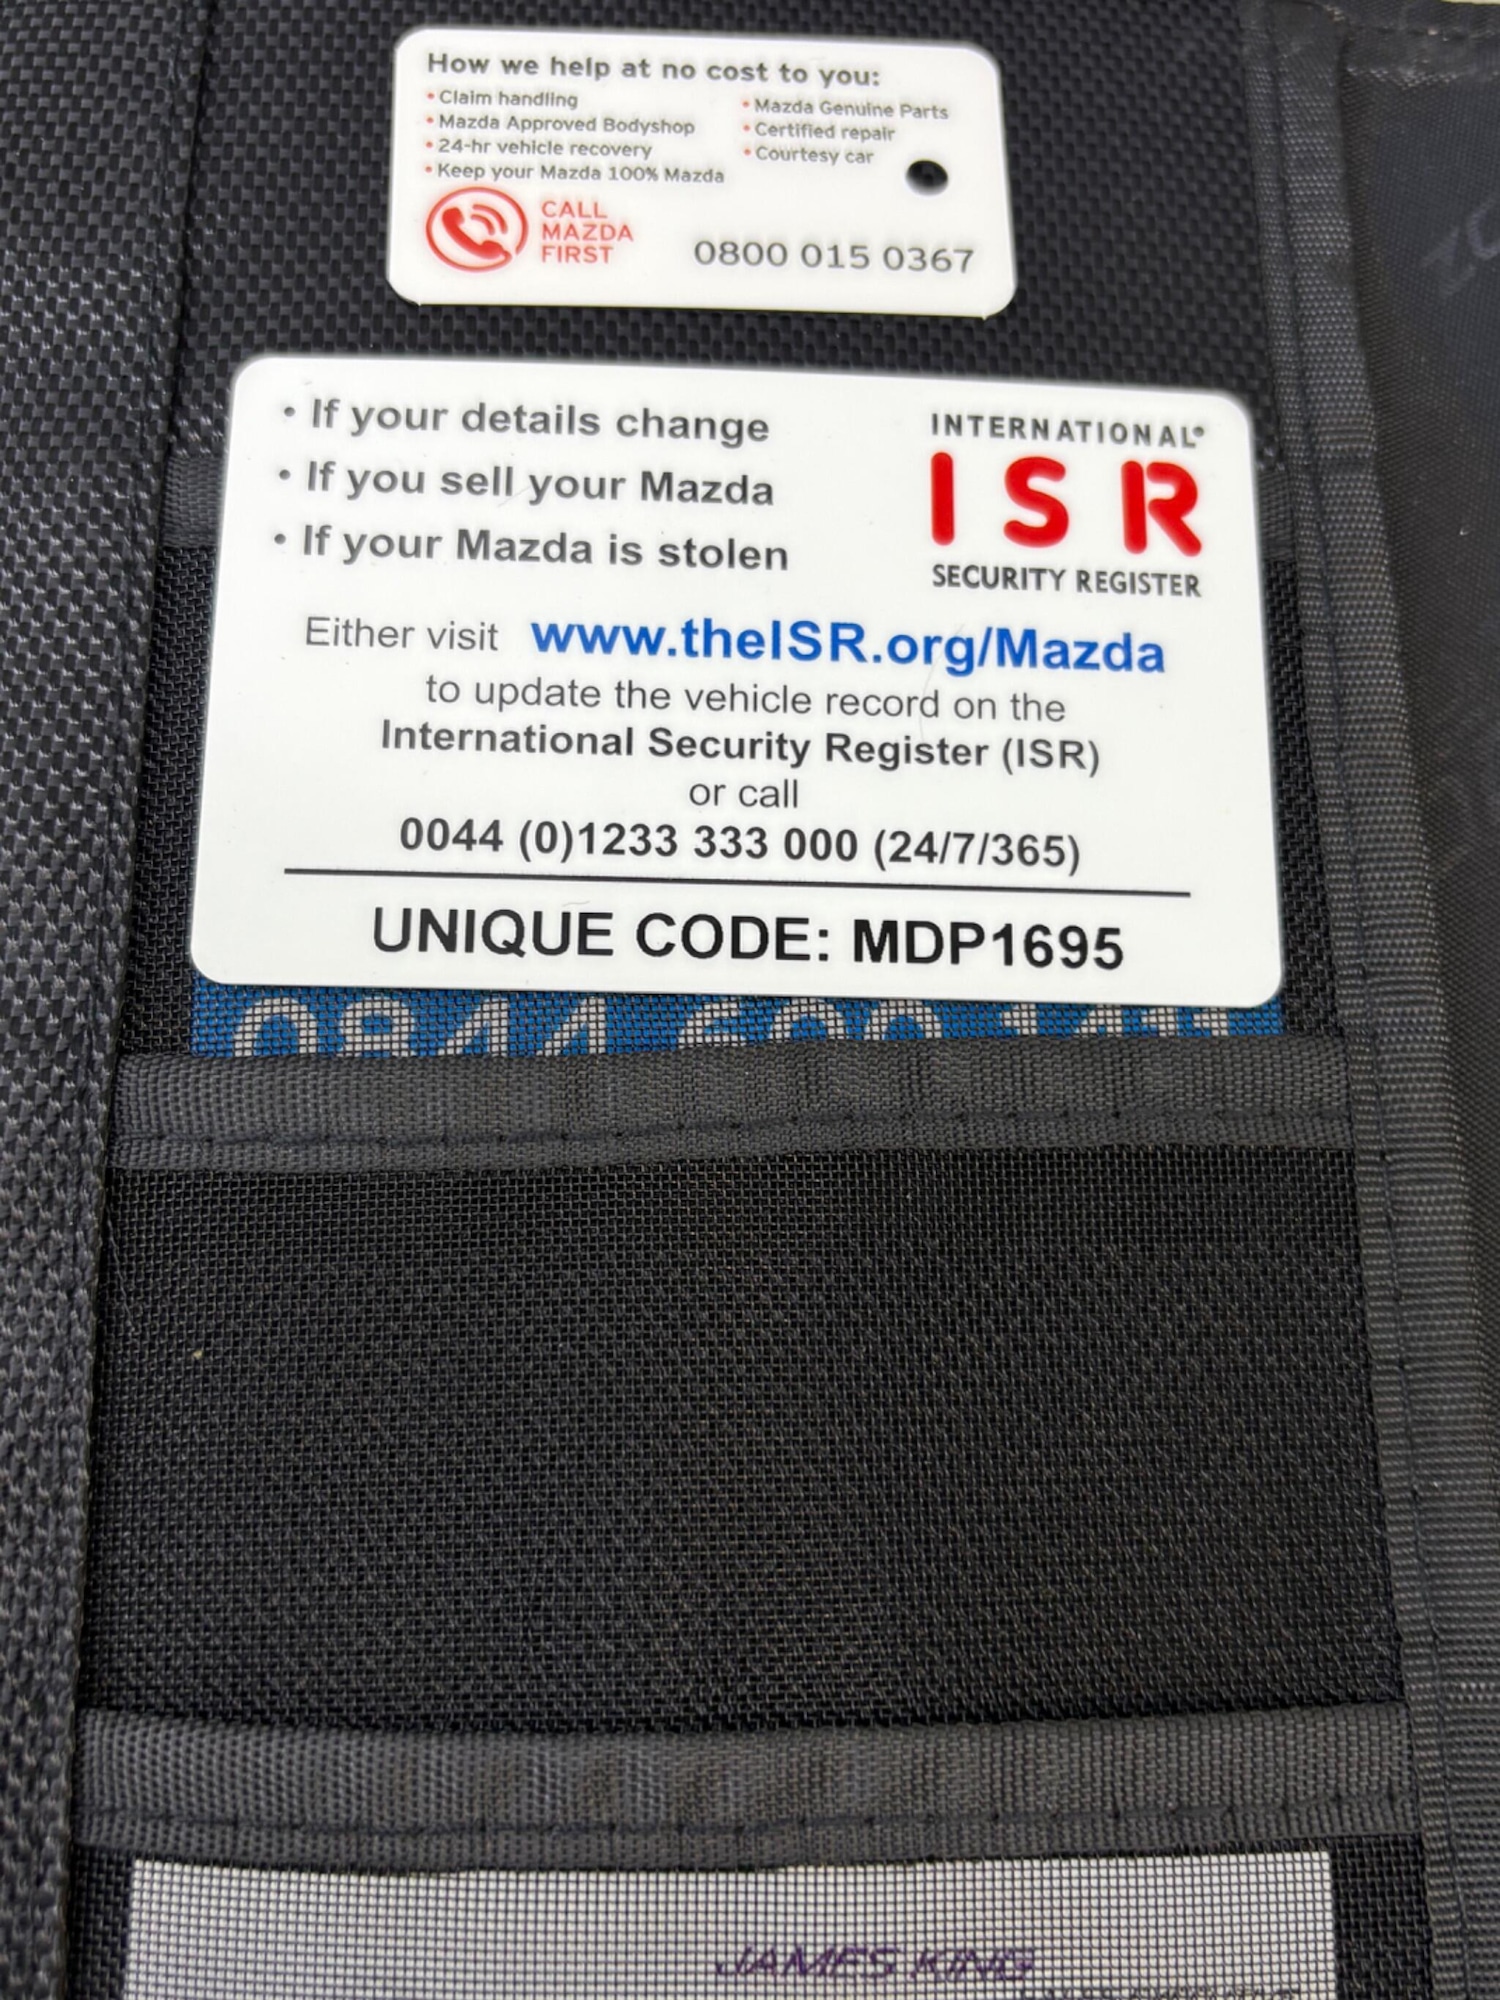 How we help at no cost to you:
• Claim handling
• Mazda Approved Bodyshop
• 24-hr vehicle recovery
• Keep your Mazda 100% Mazda
• Mazda Genuine Parts
• Certified repair
• Courtesy car
CALL
MAZDA
FIRST
0800 015 0367
• If your details change
• If you sell your Mazda
• If your Mazda is stolen
INTERNATIONAL®
ISR
SECURITY REGISTER
Either visit www.theISR.org/Mazda
to update the vehicle record on the
International Security Register (ISR)
or call
0044 (0)1233 333 000 (24/7/365)
UNIQUE CODE: MDP1695
JAMES KING